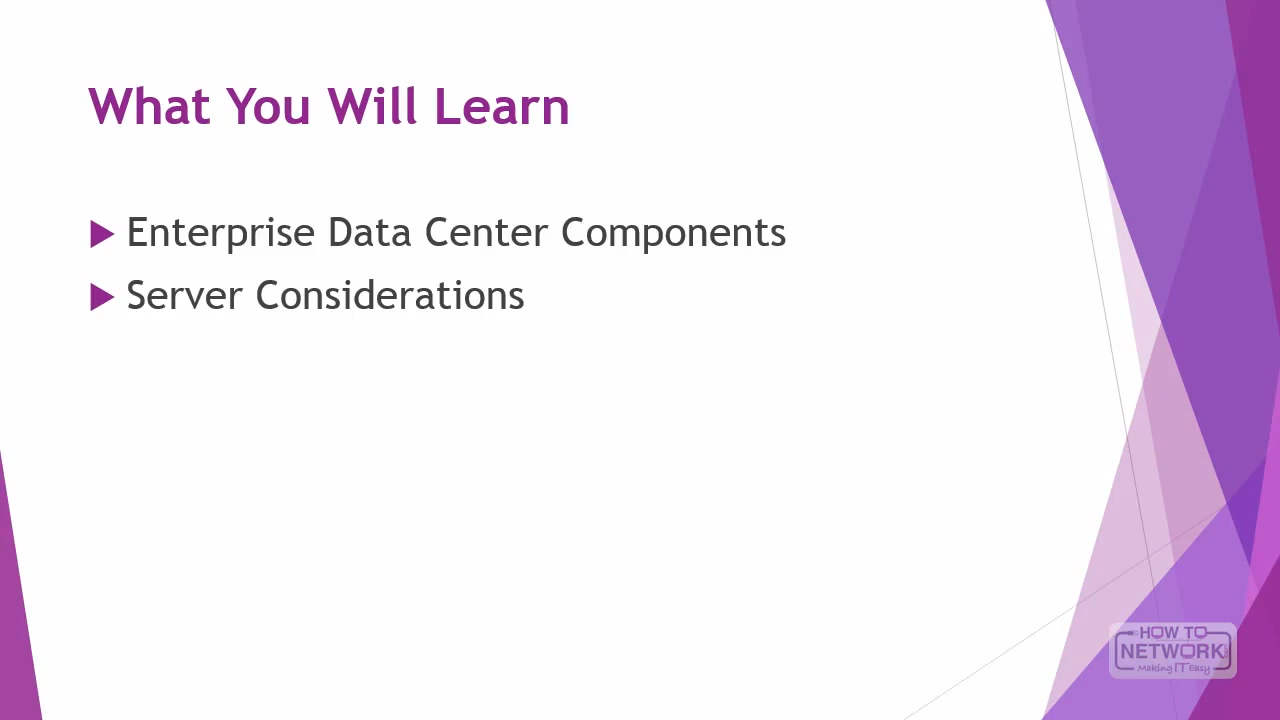 What You Will Learn
Enterprise Data Center Components
Server Considerations
HOW TO
NETWORK
Making IT Easy